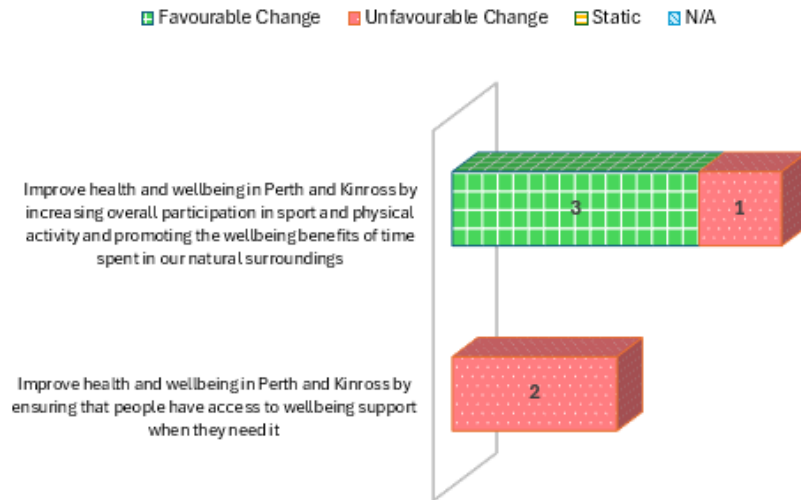 Favourable Change Unfavourable Change Static N/A
Improve health and wellbeing in Perth and Kinross by
increasing overall participation in sport and physical
activity and promoting the wellbeing benefits of time
spent in our natural surroundings
3 1
Improve health and wellbeing in Perth and Kinross by
ensuring that people have access to wellbeing support
when they need it
2